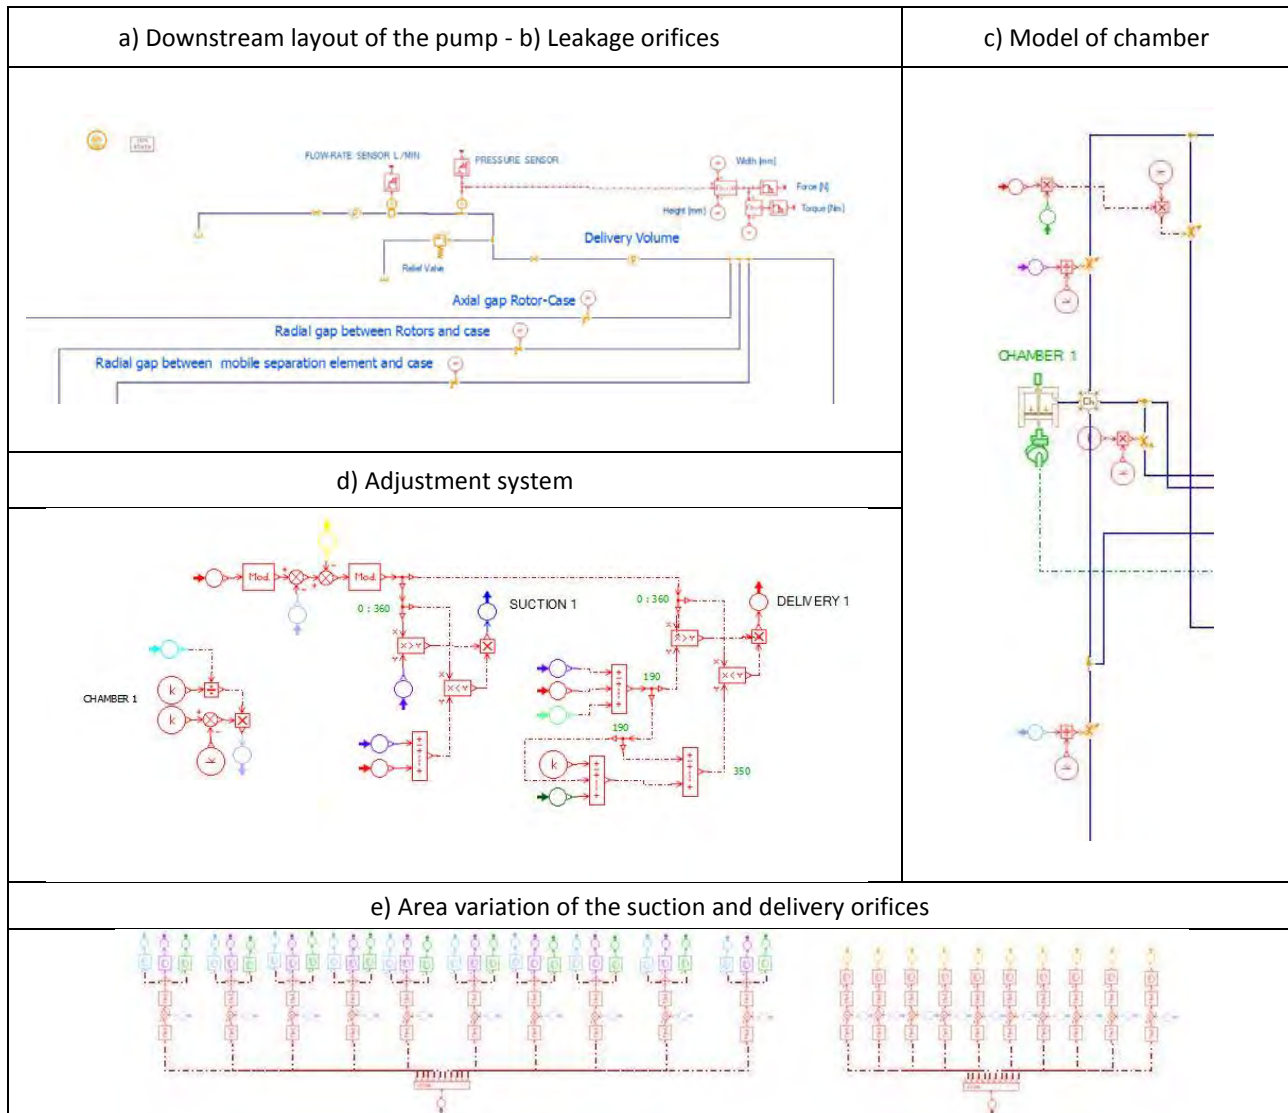 a) Downstream layout of the pump - b) Leakage orifices
c) Model of chamber
FLOW-RATE SENSOR L/MIN
PRESSURE SENSOR
Width [mm]
Force [N]
Height [mm]
Torque [Nm]
Delivery Volume
Relief Valve
Axial gap Rotor-Case
Radial gap between Rotors and case
Radial gap between mobile separation element and case
CHAMBER 1
d) Adjustment system
Mod.
Mod.
0 : 360
SUCTION 1
0 : 360
DELIVERY 1
X > Y
X > Y
X < Y
X < Y
CHAMBER 1
k
k
190
190
k
350
e) Area variation of the suction and delivery orifices